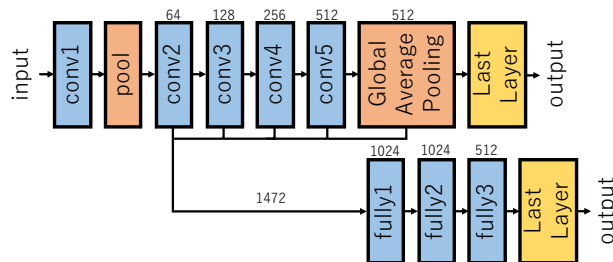 64 128 256 512 512
input
conv1
pool
conv2
conv3
conv4
conv5
Global
Average
Pooling
Last
Layer
output
1024 1024 512
1472
fully1
fully2
fully3
Last
Layer
output